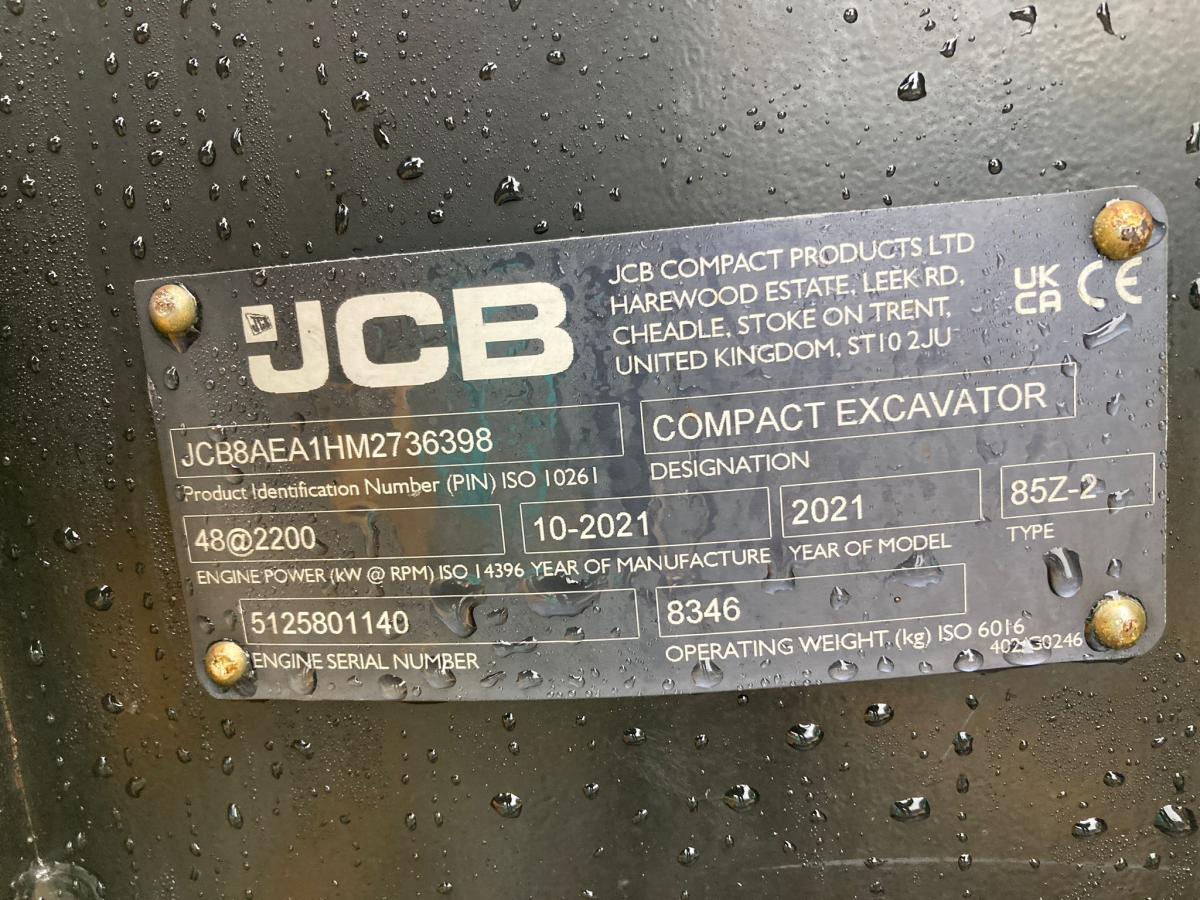 JCB
JCB COMPACT PRODUCTS LTD
HAREWOOD ESTATE, LEEK RD,
CHEADLE, STOKE ON TRENT,
UNITED KINGDOM, ST10 2JU
UK
CA CE
JCB8AEA1HM2736398
Product Identification Number (PIN) ISO 10261
COMPACT EXCAVATOR
DESIGNATION
48@2200
ENGINE POWER (kW @ RPM) ISO 14396
10-2021
YEAR OF MANUFACTURE
2021
YEAR OF MODEL
85Z-2
TYPE
5125801140
ENGINE SERIAL NUMBER
8346
OPERATING WEIGHT (kg) ISO 6016